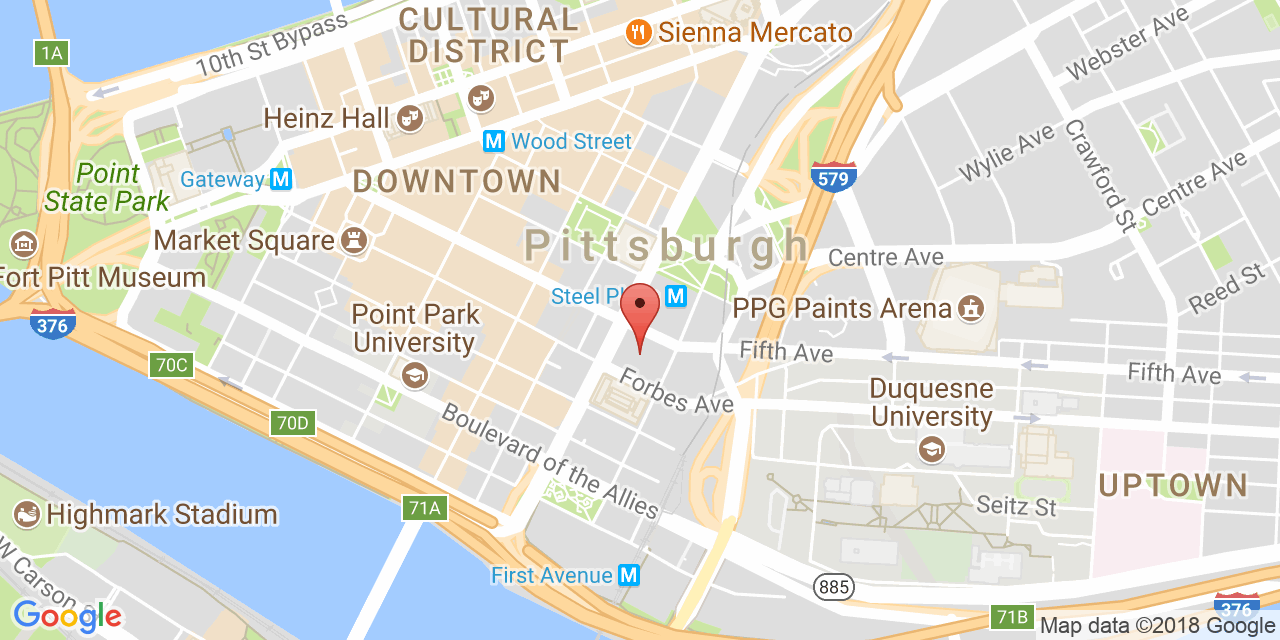 CULTURAL
DISTRICT
Sienna Mercato
Webster Ave
1A
10th St Bypass
Heinz Hall
M Wood Street
Wylie Ave
Crawford St
Centre Ave
Point
State Park
Gateway M
DOWNTOWN
579
Market Square
Pittsburgh
Centre Ave
Fort Pitt Museum
Reed St
Steel M
PPG Paints Arena
376
Point Park
University
Fifth Ave
70C
Fifth Ave
Forbes Ave
Duquesne
University
70D
Boulevard of the Allies
UPTOWN
71A
Seitz St
Highmark Stadium
W Carson
First Avenue M
885
Google
71B
376
Map data ©2018 Google